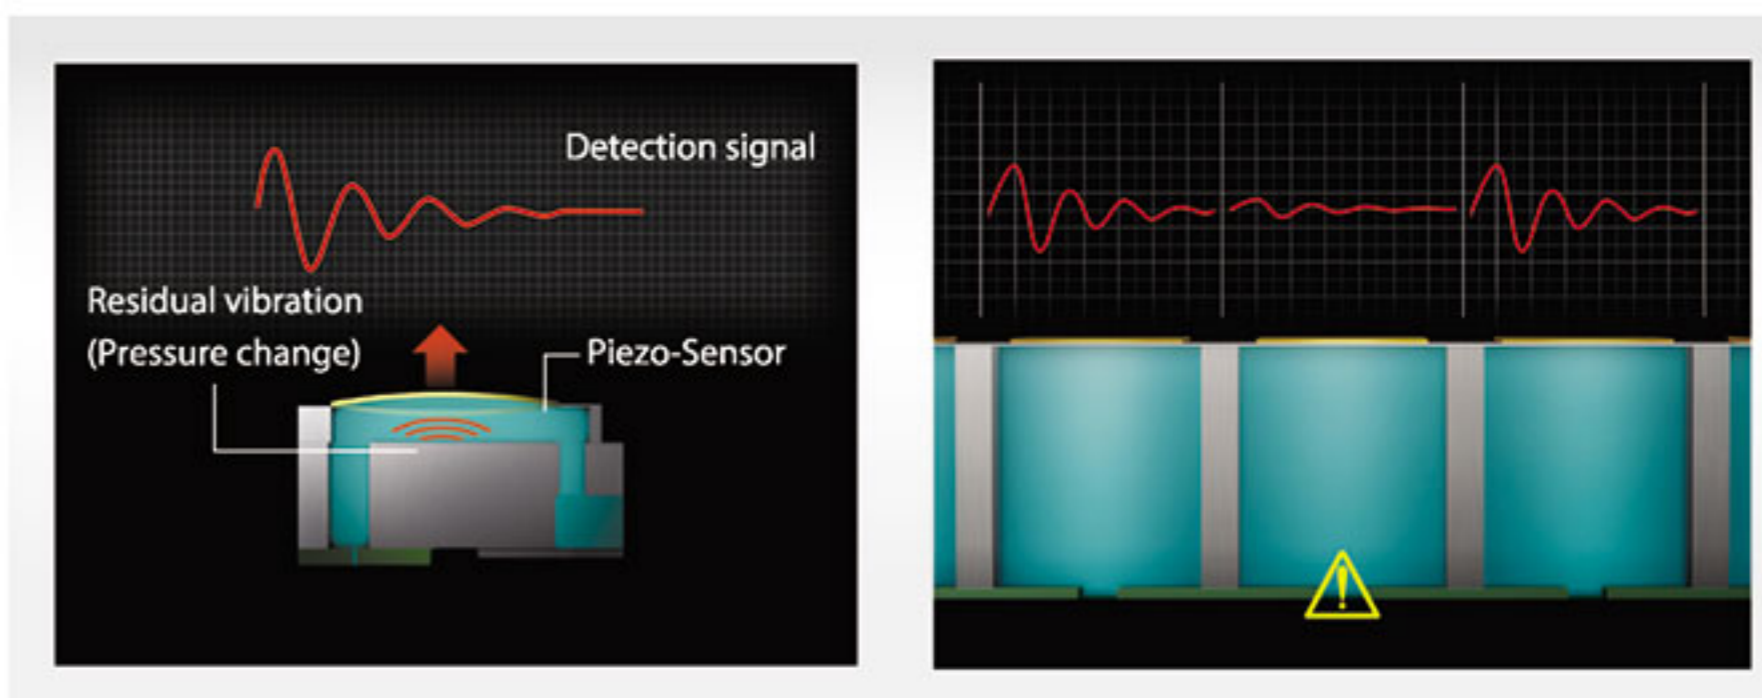 Detection signal
Residual vibration
(Pressure change)
Piezo-Sensor
!